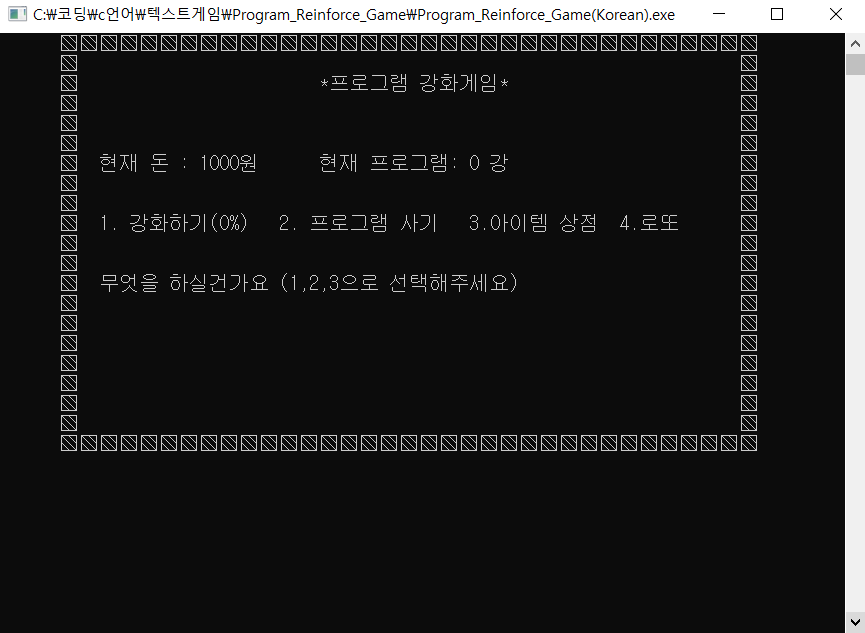 C:\코딩\c언어\텍스트게임\Program_Reinforce_Game\Program_Reinforce_Game(Korean).exe
*프로그램 강화게임*
현재 돈 : 1000원 현재 프로그램: 0 강
1. 강화하기(0%) 2. 프로그램 사기 3.아이템 상점 4.로또
무엇을 하실건가요 (1,2,3으로 선택해주세요)